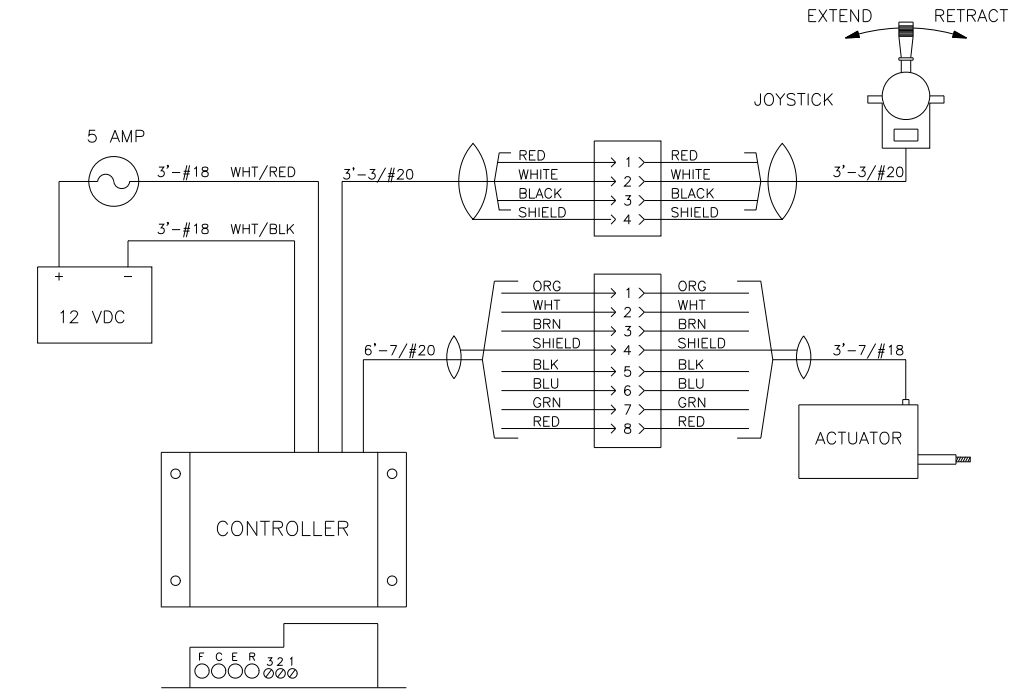 EXTEND RETRACT
JOYSTICK
5 AMP
3'-#18 WHT/RED
3'-#18 WHT/BLK
+ −
12 VDC
3'-3/#20
RED 1 RED
WHITE 2 WHITE
BLACK 3 BLACK
SHIELD 4 SHIELD
3'-3/#20
6'-7/#20
ORG 1 ORG
WHT 2 WHT
BRN 3 BRN
SHIELD 4 SHIELD
BLK 5 BLK
BLU 6 BLU
GRN 7 GRN
RED 8 RED
3'-7/#18
ACTUATOR
CONTROLLER
F C E R 3 2 1